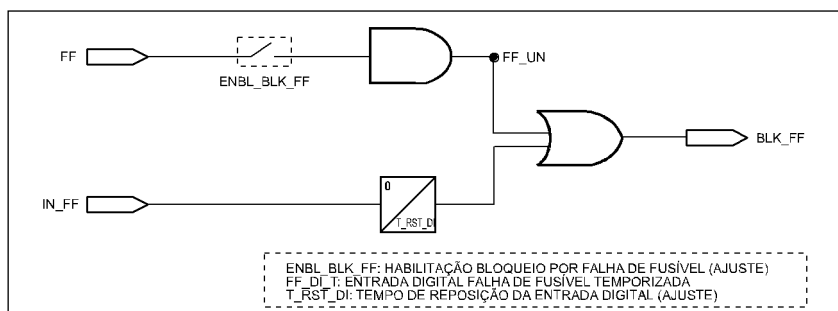 FF
ENBL_BLK_FF
FF_UN
BLK_FF
IN_FF
0
T_RST_DI
ENBL_BLK_FF: HABILITAÇÃO BLOQUEIO POR FALHA DE FUSÍVEL (AJUSTE)
FF_DI_T: ENTRADA DIGITAL FALHA DE FUSÍVEL TEMPORIZADA
T_RST_DI: TEMPO DE REPOSIÇÃO DA ENTRADA DIGITAL (AJUSTE)